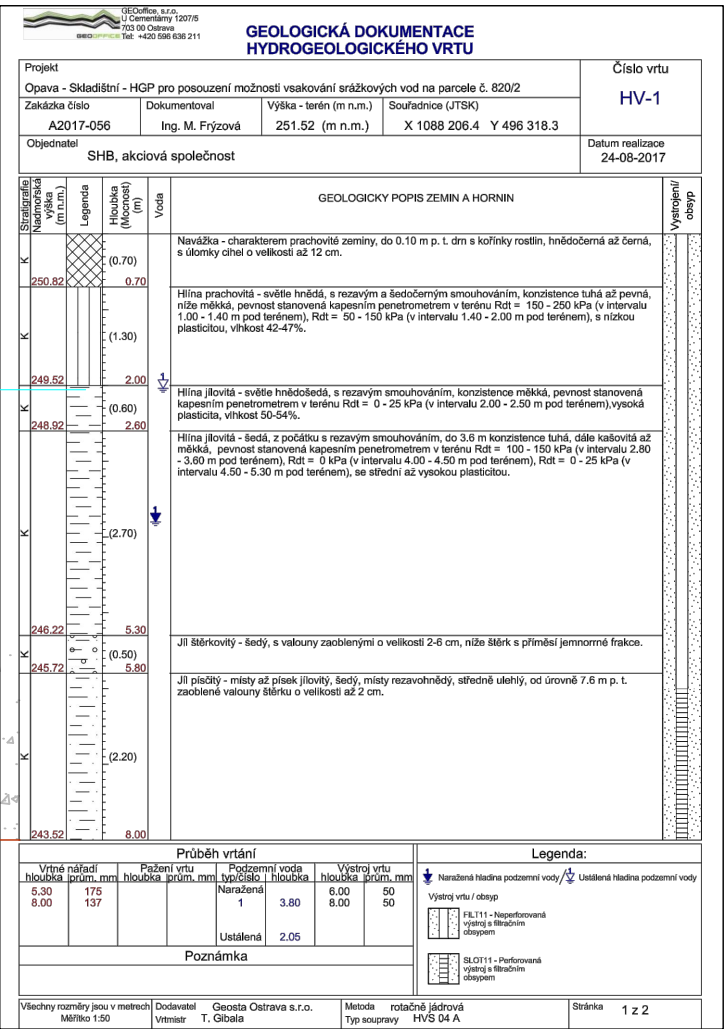 GEOoffice, s.r.o.
U Cementárny 1207/5
703 00 Ostrava
Tel: +420 596 636 211
GEOOFFICE
GEOLOGICKÁ DOKUMENTACE
HYDROGEOLOGICKÉHO VRTU
Projekt
Opava - Skladištní - HGP pro posouzení možnosti vsakování srážkových vod na parcele č. 820/2
Číslo vrtu
HV-1
Zakázka číslo
A2017-056
Dokumentoval
Ing. M. Frýzová
Výška - terén (m n.m.)
251.52 (m n.m.)
Souřadnice (JTSK)
X 1088 206.4 Y 496 318.3
Objednatel
SHB, akciová společnost
Datum realizace
24-08-2017
Stratigrafie
Nadmořská výška (m n.m.)
Legenda
Hloubka (Mocnost) (m)
Voda
GEOLOGICKY POPIS ZEMIN A HORNIN
Vystrojení/ obsyp
K
250.82
(0.70)
0.70
Navážka - charakterem prachovité zeminy, do 0.10 m p. t. drn s kořínky rostlin, hnědočerná až černá,
s úlomky cihel o velikosti až 12 cm.
K
249.52
(1.30)
2.00
1
Hlína prachovitá - světle hnědá, s rezavým a šedočerným smouhováním, konzistence tuhá až pevná,
níže měkká, pevnost stanovená kapesním penetrometrem v terénu Rdt = 150 - 250 kPa (v intervalu
1.00 - 1.40 m pod terénem), Rdt = 50 - 150 kPa (v intervalu 1.40 - 2.00 m pod terénem), s nízkou
plasticitou, vlhkost 42-47%.
K
248.92
(0.60)
2.60
Hlína jílovitá - světle hnědošedá, s rezavým smouhováním, konzistence měkká, pevnost stanovená
kapesním penetrometrem v terénu Rdt = 0 - 25 kPa (v intervalu 2.00 - 2.50 m pod terénem),vysoká
plasticita, vlhkost 50-54%.
K
246.22
(2.70)
5.30
1
Hlína jílovitá - šedá, z počátku s rezavým smouhováním, do 3.6 m konzistence tuhá, dále kašovitá až
měkká, pevnost stanovená kapesním penetrometrem v terénu Rdt = 100 - 150 kPa (v intervalu 2.80
- 3,60 m pod terénem), Rdt = 0 kPa (v intervalu 4.00 - 4.50 m pod terénem), Rdt = 0 - 25 kPa (v
intervalu 4.50 - 5.30 m pod terénem), se střední až vysokou plasticitou.
K
245.72
(0.50)
5.80
Jíl štěrkovitý - šedý, s valouny zaoblenými o velikosti 2-6 cm, níže štěrk s příměsí jemnorrné frakce.
K
243.52
(2.20)
8.00
Jíl písčitý - místy až písek jílovitý, šedý, místy rezavohnědý, středně ulehlý, od úrovně 7.6 m p. t.
zaoblené valouny štěrku o velikosti až 2 cm.
Průběh vrtání
Vrtné nářadí
hloubka prům. mm
5.30 175
8.00 137
Pažení vrtu
hloubka prům. mm
Podzemní voda
typ/číslo hloubka
Naražená
1 3.80
Ustálená 2.05
Výstroj vrtu
hloubka prům. mm
6.00 50
8.00 50
Poznámka
Legenda:
1 Naražená hladina podzemní vody/ 1 Ustálená hladina podzemní vody
Výstroj vrtu / obsyp
FILT11 - Neperforovaná
výstroj s filtračním
obsypem
SLOT11 - Perforovaná
výstroj s filtračním
obsypem
Všechny rozměry jsou v metrech
Měřítko 1:50
Dodavatel Geosta Ostrava s.r.o.
Vrtmistr T. Gibala
Metoda rotačně jádrová
Typ soupravy HVS 04 A
Stránka 1 z 2